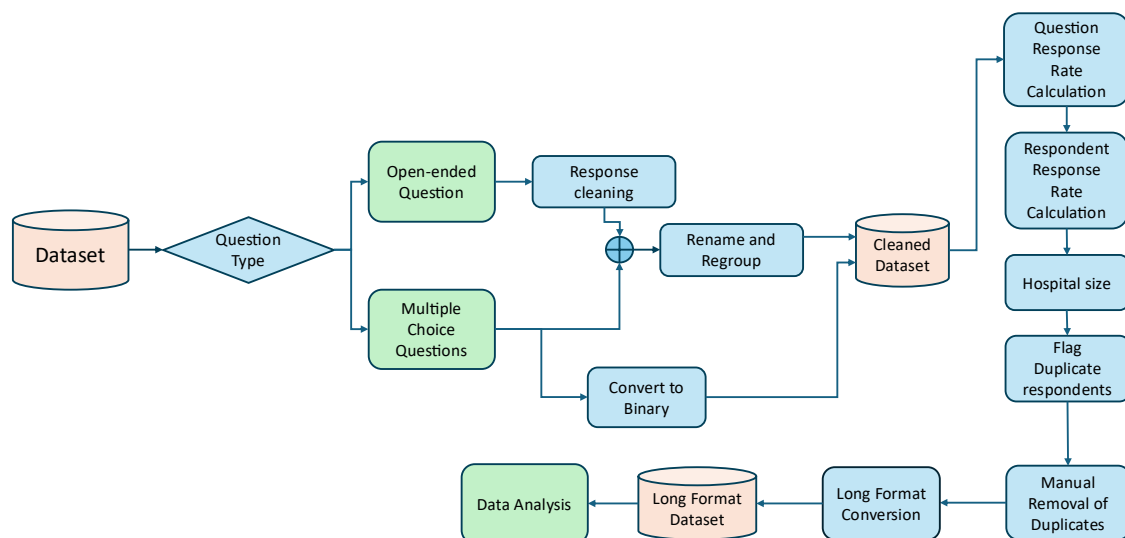 Dataset
Question
Type
Open-ended
Question
Multiple
Choice
Questions
Response
cleaning
Rename and
Regroup
Convert to
Binary
Cleaned
Dataset
Question
Response
Rate
Calculation
Respondent
Response
Rate
Calculation
Hospital size
Flag
Duplicate
respondents
Manual
Removal of
Duplicates
Long Format
Conversion
Long Format
Dataset
Data Analysis